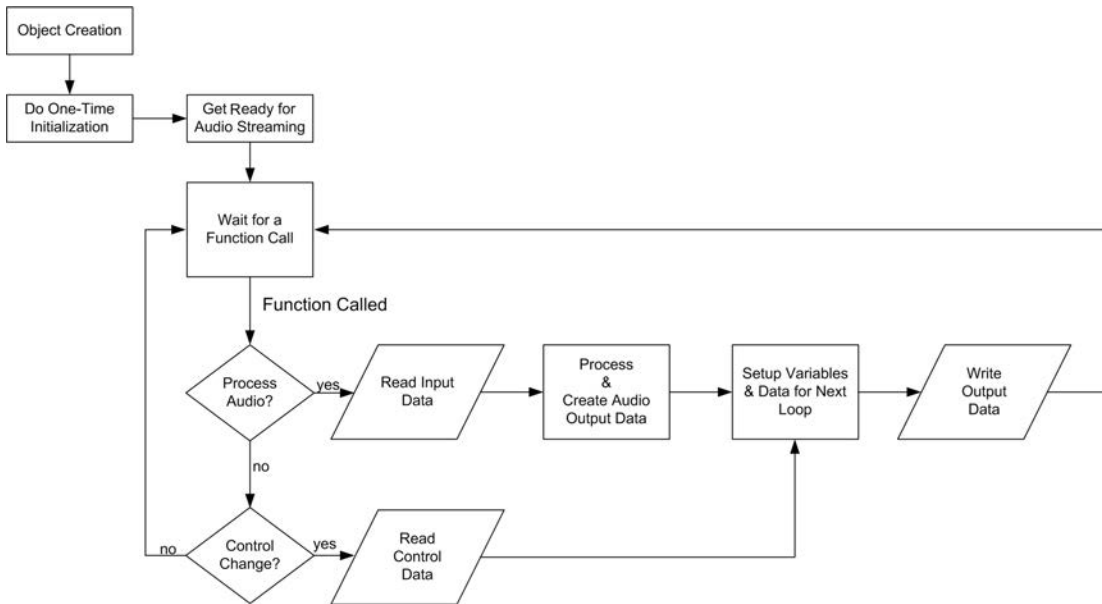 Object Creation
Do One-Time
Initialization
Get Ready for
Audio Streaming
Wait for a
Function Call
Function Called
Process
Audio?
yes
Read Input
Data
Process
&
Create Audio
Output Data
Setup Variables
& Data for Next
Loop
Write
Output
Data
no
Control
Change?
no
yes
Read
Control
Data